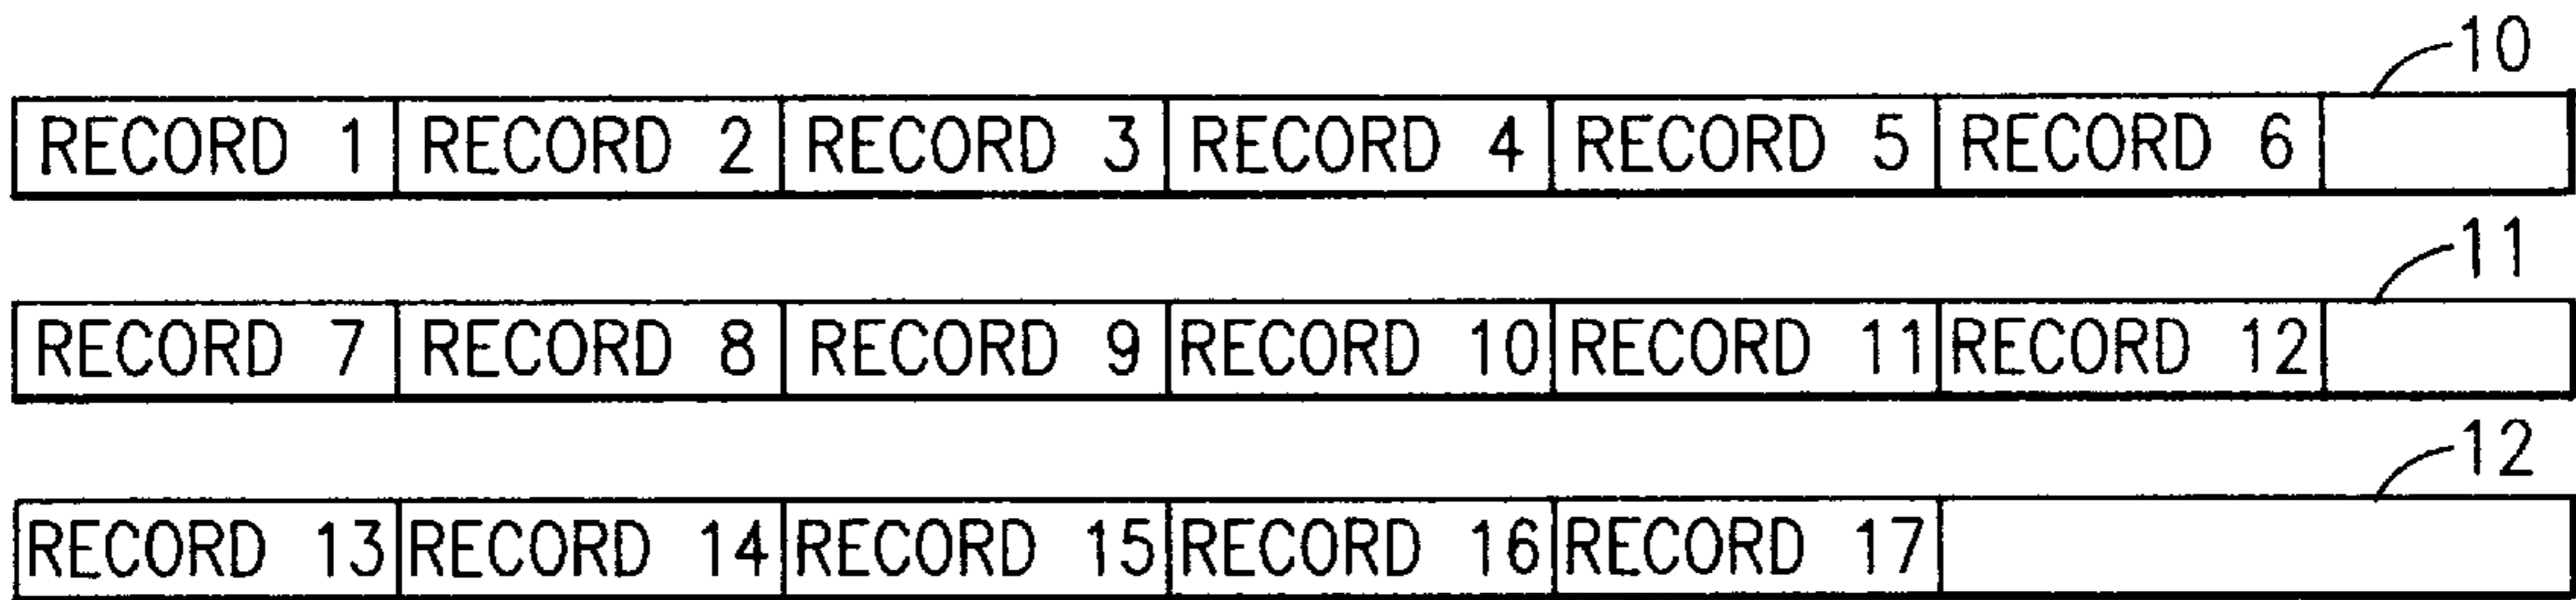 10
RECORD 1 RECORD 2 RECORD 3 RECORD 4 RECORD 5 RECORD 6
11
RECORD 7 RECORD 8 RECORD 9 RECORD 10 RECORD 11 RECORD 12
12
RECORD 13 RECORD 14 RECORD 15 RECORD 16 RECORD 17